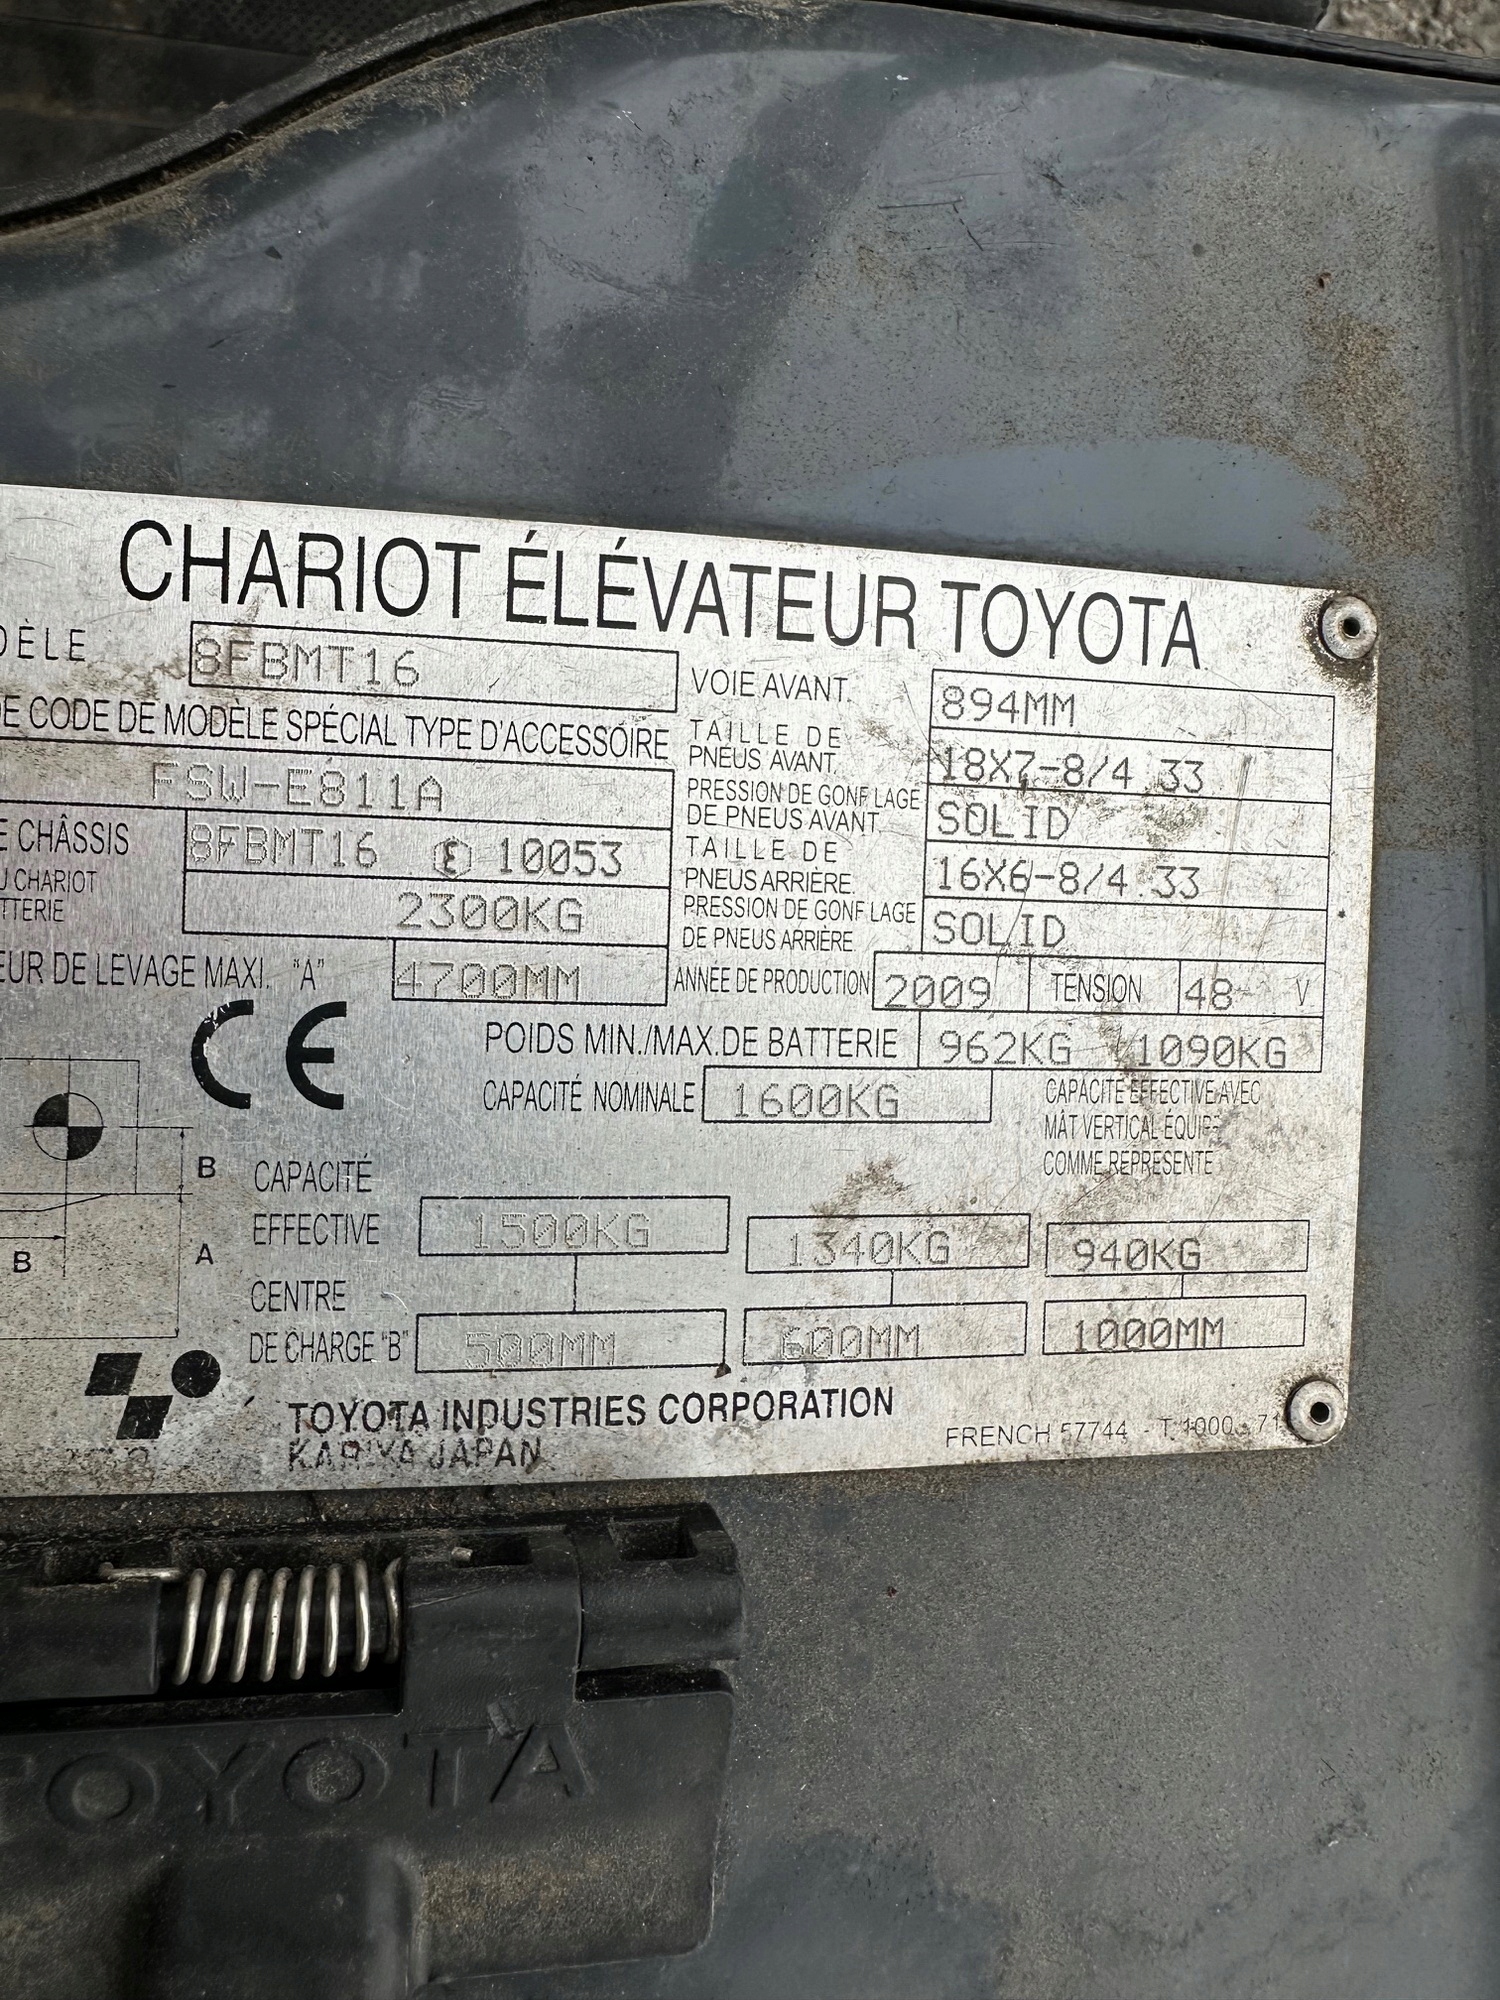 CHARIOT ÉLÉVATEUR TOYOTA
DÈLE 8FBMT16
E CODE DE MODÈLE SPÉCIAL TYPE D'ACCESSOIRE
FSW-E811A
E CHÂSSIS 8FBMT16 E 10053
U CHARIOT
TTERIE 2300KG
EUR DE LEVAGE MAXI. "A" 4700MM
VOIE AVANT. 894MM
TAILLE DE
PNEUS AVANT. 18X7-8/4.33
PRESSION DE GONFLAGE
DE PNEUS AVANT SOLID
TAILLE DE
PNEUS ARRIÈRE. 16X6-8/4.33
PRESSION DE GONFLAGE
DE PNEUS ARRIÈRE. SOLID
ANNÉE DE PRODUCTION 2009 TENSION 48 V
POIDS MIN./MAX.DE BATTERIE 962KG / 1090KG
CAPACITÉ NOMINALE 1600KG
CAPACITÉ EFFECTIVE AVEC
MÂT VERTICAL ÉQUIPÉ
COMME REPRÉSENTÉ
CE
B
A
B
CAPACITÉ
EFFECTIVE 1500KG 1340KG 940KG
CENTRE
DE CHARGE "B" 500MM 600MM 1000MM
TOYOTA INDUSTRIES CORPORATION
KARIYA JAPAN
FRENCH 57744 - T 1000 - 71
TOYOTA